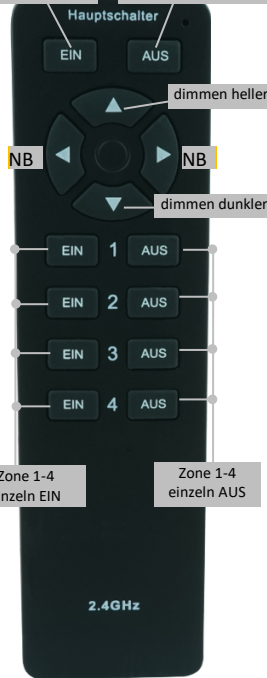 Hauptschalter
EIN AUS
dimmen heller
NB NB
dimmen dunkler
EIN 1 AUS
EIN 2 AUS
EIN 3 AUS
EIN 4 AUS
Zone 1-4
einzeln AUS
Zone 1-4
nzeln EIN
2.4GHz